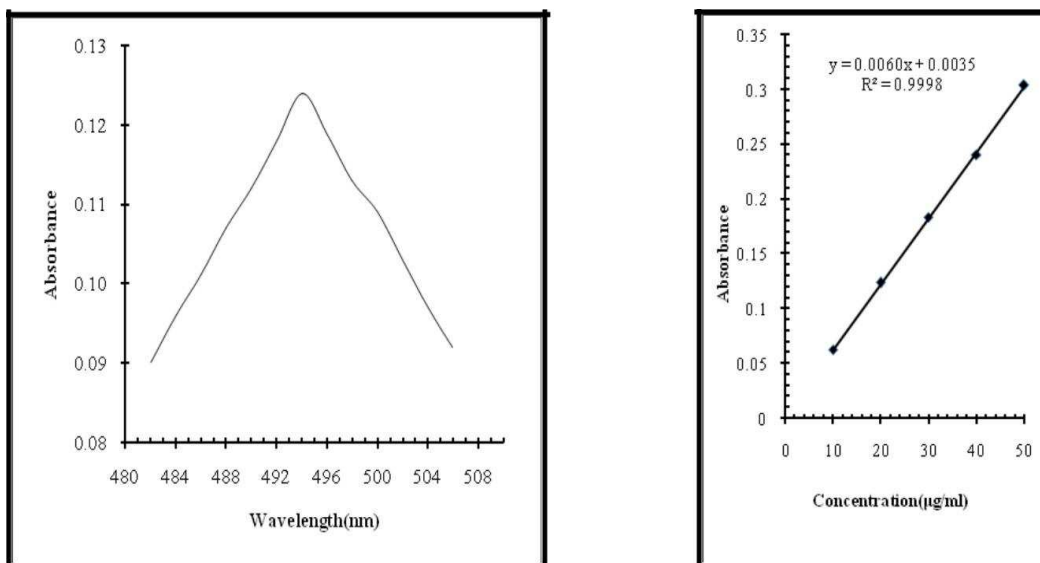 0.13
0.12
0.11
0.10
0.09
0.08
Absorbance
480 484 488 492 496 500 504 508
Wavelength(nm)
0.35
0.3
0.25
0.2
0.15
0.1
0.05
0
y = 0.0060x + 0.0035
R² = 0.9998
Absorbance
0 10 20 30 40 50
Concentration(µg/ml)